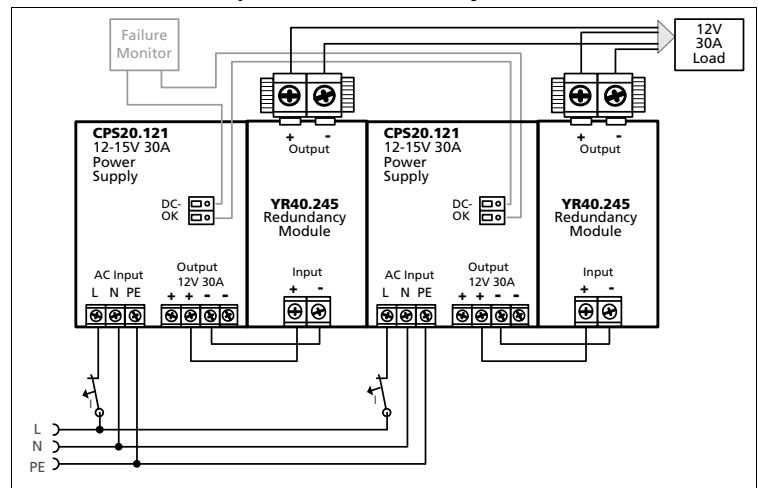 Failure
Monitor
12V
30A
Load
CPS20.121
12-15V 30A
Power
Supply
DC-
OK
AC Input
L N PE
Output
12V 30A
+ + - -
+ -
Output
YR40.245
Redundancy
Module
Input
+ -
CPS20.121
12-15V 30A
Power
Supply
DC-
OK
AC Input
L N PE
Output
12V 30A
+ + - -
+ -
Output
YR40.245
Redundancy
Module
Input
+ -
I
I
L
N
PE